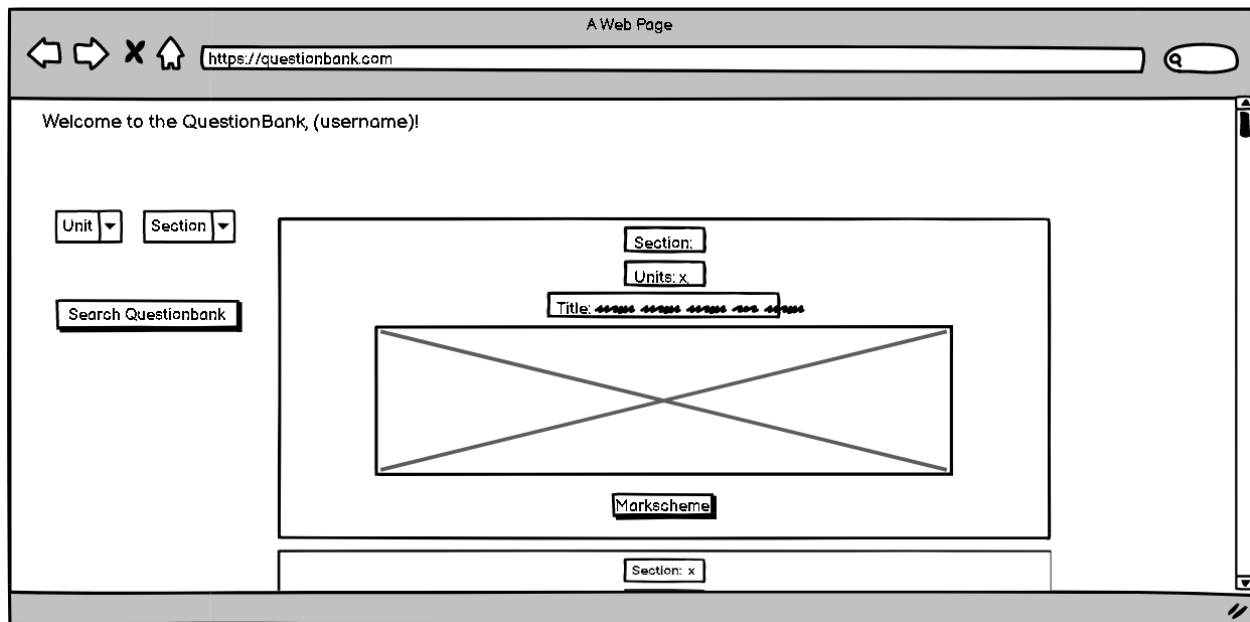 A Web Page
https://questionbank.com
Welcome to the QuestionBank, (username)!
Unit
Section
Search Questionbank
Section:
Units: x,
Title:
Markscheme
Section: x